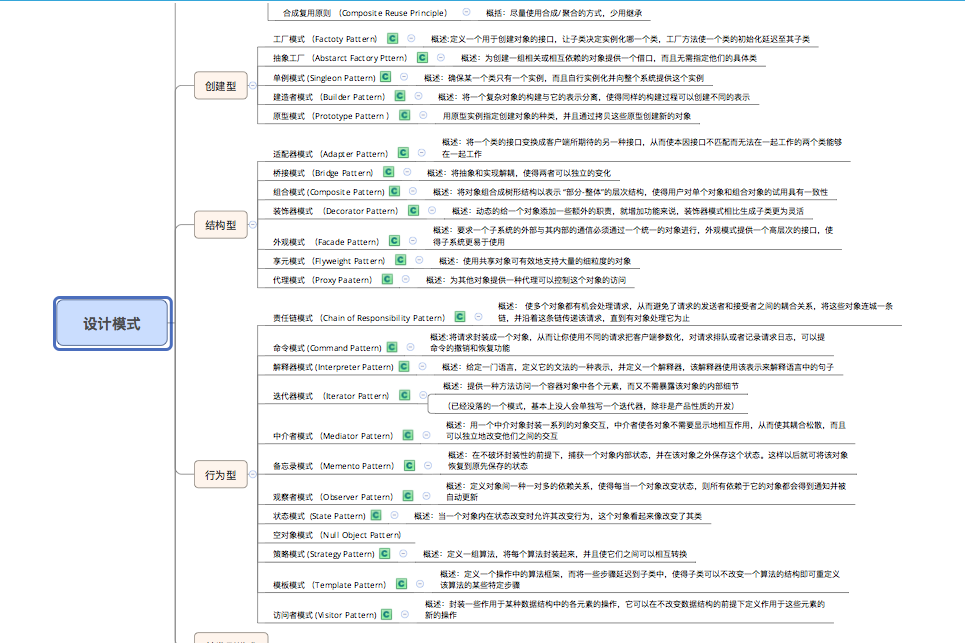 合成复用原则 （Composite Reuse Principle） 概括：尽量使用合成/聚合的方式，少用继承
工厂模式 （Factoty Pattern） 概述:定义一个用于创建对象的接口，让子类决定实例化哪一个类，工厂方法使一个类的初始化延迟至其子类
抽象工厂 （Abstarct Factory Pttern） 概述：为创建一组相关或相互依赖的对象提供一个借口，而且无需指定他们的具体类
单例模式 (Singleon Pattern) 概述：确保某一个类只有一个实例，而且自行实例化并向整个系统提供这个实例
创建型
建造者模式 （Builder Pattern） 概述：将一个复杂对象的构建与它的表示分离，使得同样的构建过程可以创建不同的表示
原型模式 （Prototype Pattern ） 用原型实例指定创建对象的种类，并且通过拷贝这些原型创建新的对象
概述：将一个类的接口变换成客户端所期待的另一种接口，从而使本因接口不匹配而无法在一起工作的两个类能够
适配器模式 （Adapter Pattern） 在一起工作
桥接模式 （Bridge Pattern） 概述：将抽象和实现解耦，使得两者可以独立的变化
组合模式 (Composite Pattern) 概述：将对象组合成树形结构以表示 “部分-整体”的层次结构，使得用户对单个对象和组合对象的试用具有一致性
装饰器模式 （Decorator Pattern） 概述：动态的给一个对象添加一些额外的职责，就增加功能来说，装饰器模式相比生成子类更为灵活
结构型
概述：要求一个子系统的外部与其内部的通信必须通过一个统一的对象进行，外观模式提供一个高层次的接口，使
外观模式 （Facade Pattern） 得子系统更易于使用
享元模式 （Flyweight Pattern） 概述：使用共享对象可有效地支持大量的细粒度的对象
代理模式 （Proxy Paatern） 概述：为其他对象提供一种代理可以控制这个对象的访问
设计模式
概述： 使多个对象都有机会处理请求，从而避免了请求的发送者和接受者之间的耦合关系，将这些对象连城一条
责任链模式 （Chain of Responsibility Pattern） 链，并沿着这条链传递该请求，直到有对象处理它为止
概述:将请求封装成一个对象，从而让你使用不同的请求把客户端参数化，对请求排队或者记录请求日志，可以提
命令模式 (Command Pattern) 命令的撤销和恢复功能
解释器模式 (Interpreter Pattern) 概述：给定一门语言，定义它的文法的一种表示，并定义一个解释器，该解释器使用该表示来解释语言中的句子
概述：提供一种方法访问一个容器对象中各个元素，而又不需暴露该对象的内部细节
迭代器模式 （Iterator Pattern）
（已经没落的一个模式，基本上没人会单独写一个迭代器，除非是产品性质的开发）
概述：用一个中介对象封装一系列的对象交互，中介者使各对象不需要显示地相互作用，从而使其耦合松散，而且
中介者模式 （Mediator Pattern） 可以独立地改变他们之间的交互
概述：在不破坏封装性的前提下，捕获一个对象内部状态，并在该对象之外保存这个状态。这样以后就可将该对象
备忘录模式 （Memento Pattern） 恢复到原先保存的状态
行为型
概述：定义对象间一种一对多的依赖关系，使得每当一个对象改变状态，则所有依赖于它的对象都会得到通知并被
观察者模式 （Observer Pattern） 自动更新
状态模式 (State Pattern) 概述：当一个对象内在状态改变时允许其改变行为，这个对象看起来像改变了其类
空对象模式 （Null Object Pattern）
策略模式 (Strategy Pattern) 概述：定义一组算法，将每个算法封装起来，并且使它们之间可以相互转换
概述：定义一个操作中的算法框架，而将一些步骤延迟到子类中，使得子类可以不改变一个算法的结构即可重定义
模板模式 （Template Pattern） 该算法的某些特定步骤
概述：封装一些作用于某种数据结构中的各元素的操作，它可以在不改变数据结构的前提下定义作用于这些元素的
访问者模式 (Visitor Pattern) 新的操作